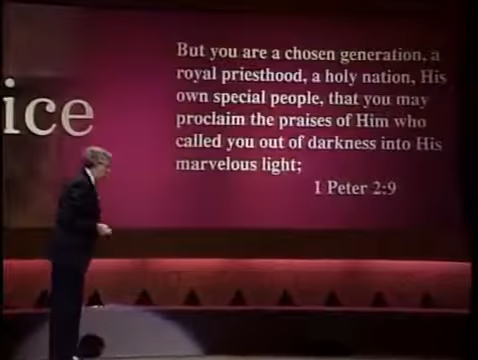 ice
But you are a chosen generation, a
royal priesthood, a holy nation, His
own special people, that you may
proclaim the praises of Him who
called you out of darkness into His
marvelous light;
1 Peter 2:9